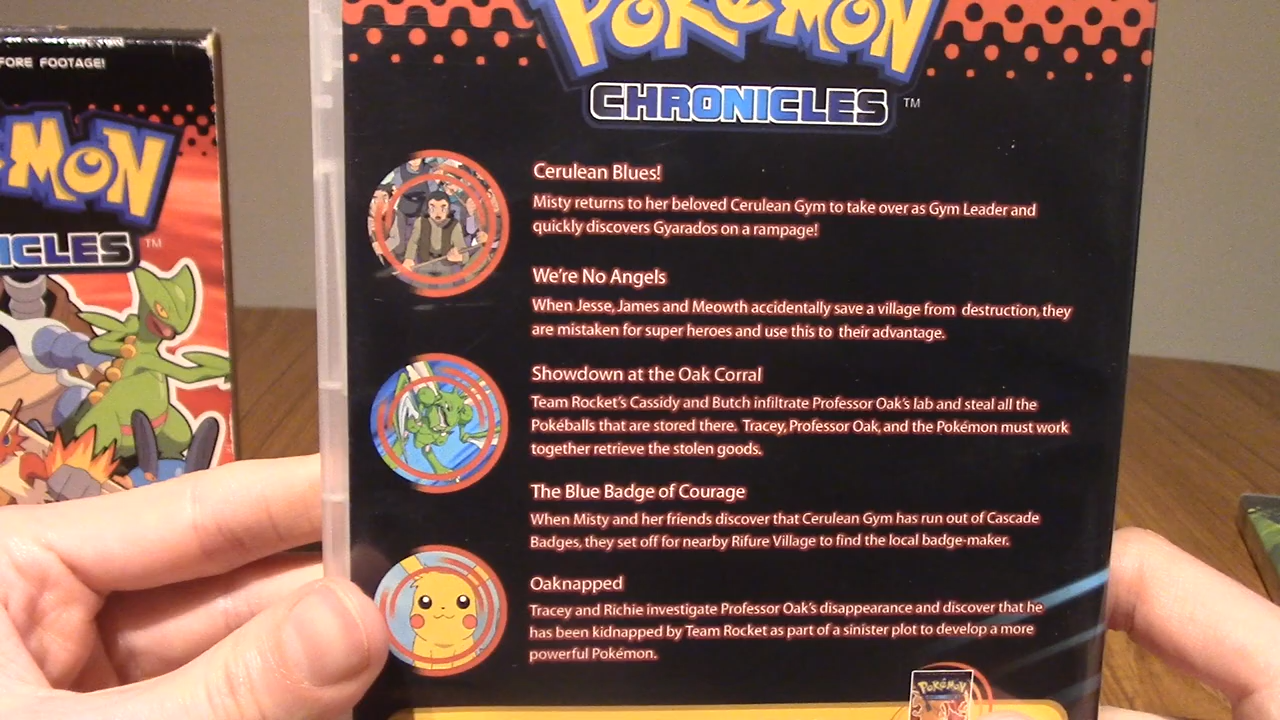 FORE FOOTAGE!
MON
ICLES™
POKéMON
CHRONICLES™
Cerulean Blues!
Misty returns to her beloved Cerulean Gym to take over as Gym Leader and
quickly discovers Gyarados on a rampage!
We're No Angels
When Jesse, James and Meowth accidentally save a village from destruction, they
are mistaken for super heroes and use this to their advantage.
Showdown at the Oak Corral
Team Rocket's Cassidy and Butch infiltrate Professor Oak's lab and steal all the
Pokéballs that are stored there. Tracey, Professor Oak, and the Pokémon must work
together retrieve the stolen goods.
The Blue Badge of Courage
When Misty and her friends discover that Cerulean Gym has run out of Cascade
Badges, they set off for nearby Rifure Village to find the local badge-maker.
Oaknapped
Tracey and Richie investigate Professor Oak's disappearance and discover that he
has been kidnapped by Team Rocket as part of a sinister plot to develop a more
powerful Pokémon.
POKéMON